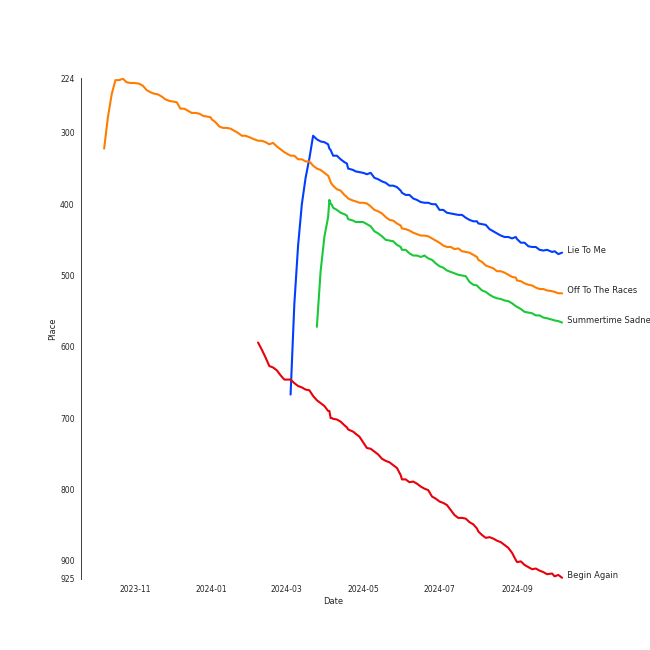 224
300
400
500
600
700
800
900
925
Place
2023-11
2024-01
2024-03
2024-05
2024-07
2024-09
Date
Lie To Me
Off To The Races
Summertime Sadne
Begin Again